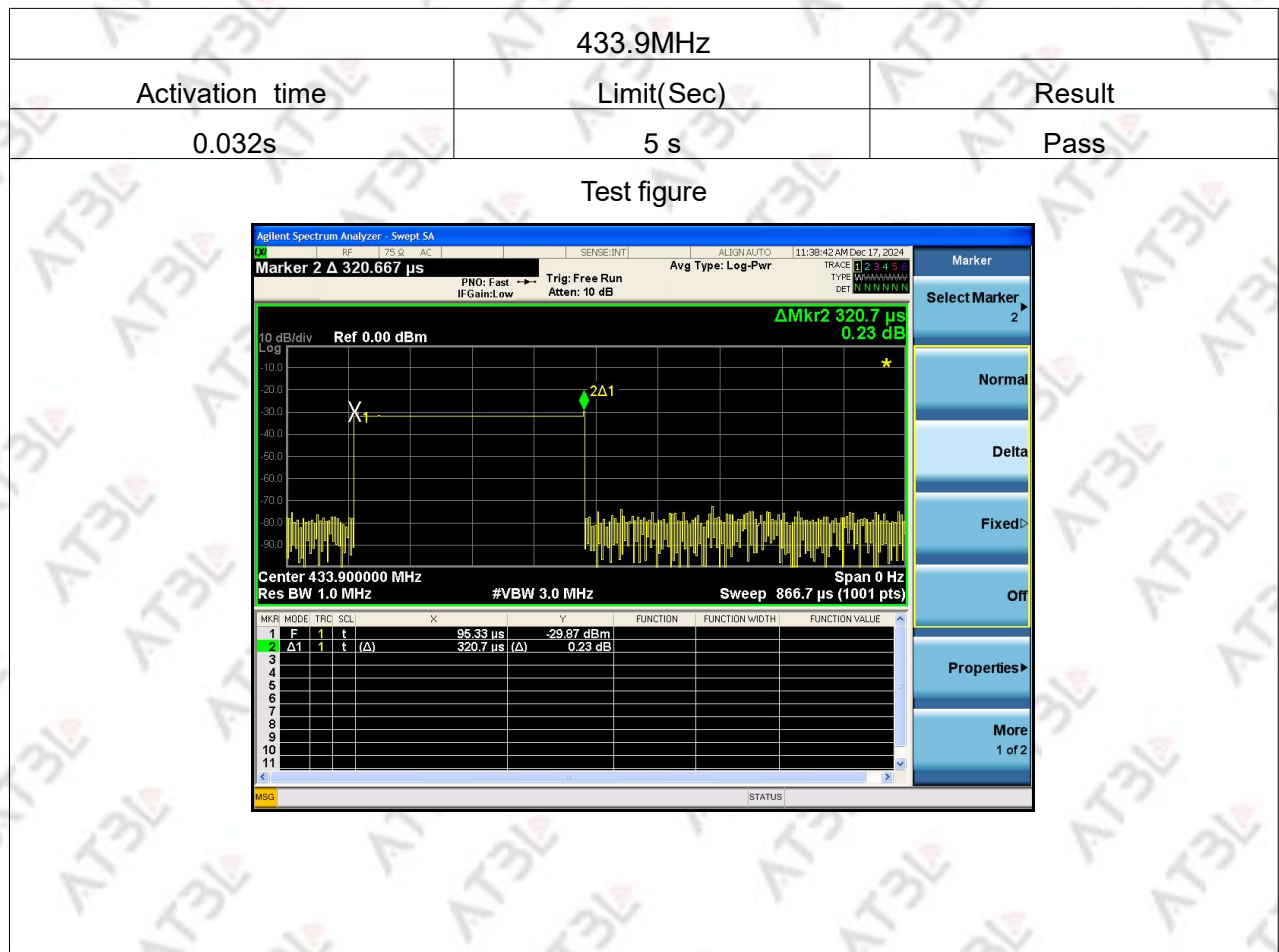 433.9MHz
Activation time Limit(Sec) Result
0.032s 5 s Pass
Test figure
Agilent Spectrum Analyzer - Swept SA
LXI RF 75 Ω AC SENSE:INT ALIGN AUTO 11:38:42 AM Dec 17, 2024
Marker 2 Δ 320.667 µs
PNO: Fast
IFGain:Low
Trig: Free Run
Atten: 10 dB
Avg Type: Log-Pwr
TRACE 1 2 3 4 5 6
TYPE WWWWWW
DET N N N N N N
ΔMkr2 320.7 µs
0.23 dB
10 dB/div Ref 0.00 dBm
Log
-10.0
-20.0
-30.0
-40.0
-50.0
-60.0
-70.0
-80.0
-90.0
X1
2Δ1
*
Center 433.900000 MHz Span 0 Hz
Res BW 1.0 MHz #VBW 3.0 MHz Sweep 866.7 µs (1001 pts)
MKR MODE TRC SCL X Y FUNCTION FUNCTION WIDTH FUNCTION VALUE
1 F 1 t 95.33 µs -29.87 dBm
2 Δ1 1 t (Δ) 320.7 µs (Δ) 0.23 dB
3
4
5
6
7
8
9
10
11
MSG STATUS
Marker
Select Marker
2
Normal
Delta
Fixed
Off
Properties
More
1 of 2